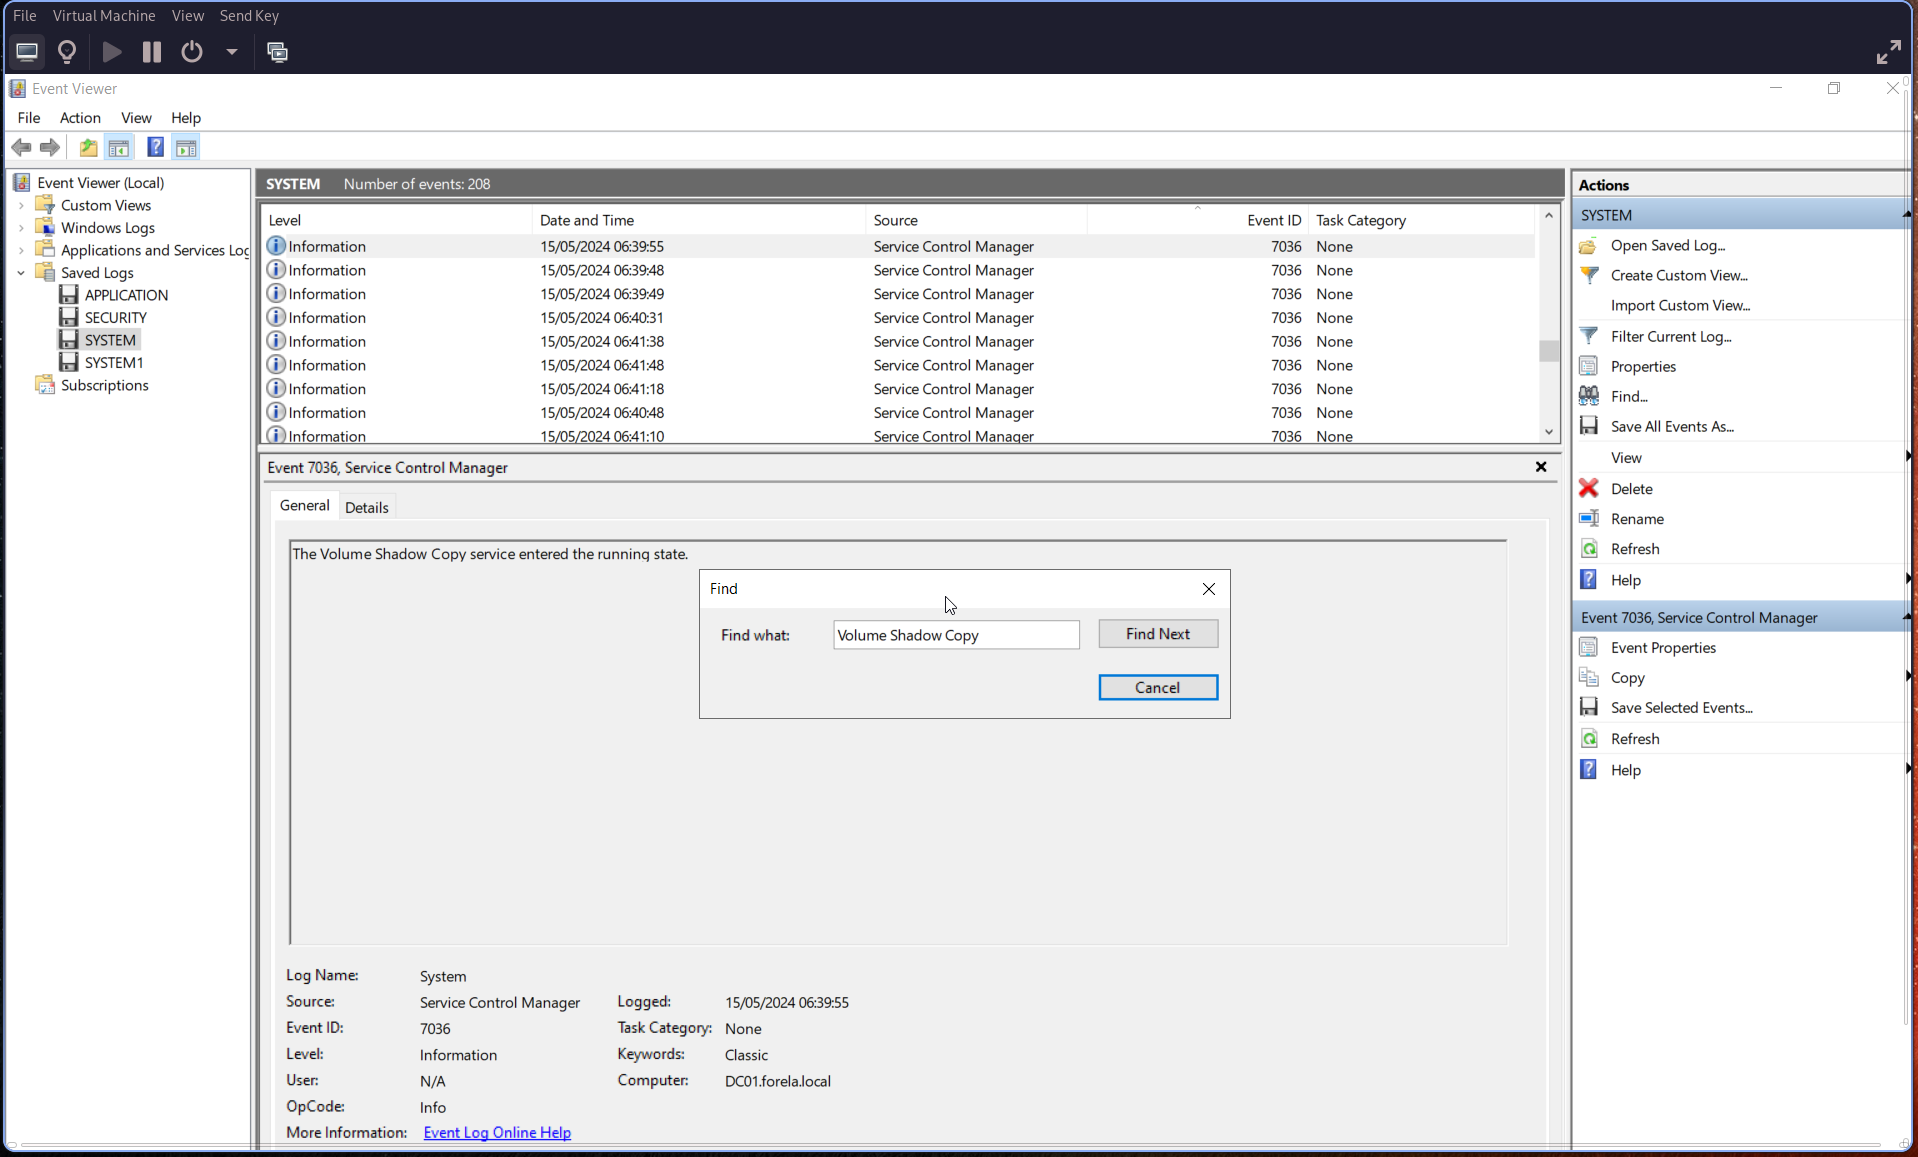 File Virtual Machine View Send Key
Event Viewer
File Action View Help
Event Viewer (Local)
Custom Views
Windows Logs
Applications and Services Log
Saved Logs
APPLICATION
SECURITY
SYSTEM
SYSTEM1
Subscriptions
SYSTEM Number of events: 208
Level Date and Time Source Event ID Task Category
Information 15/05/2024 06:39:55 Service Control Manager 7036 None
Information 15/05/2024 06:39:48 Service Control Manager 7036 None
Information 15/05/2024 06:39:49 Service Control Manager 7036 None
Information 15/05/2024 06:40:31 Service Control Manager 7036 None
Information 15/05/2024 06:41:38 Service Control Manager 7036 None
Information 15/05/2024 06:41:48 Service Control Manager 7036 None
Information 15/05/2024 06:41:18 Service Control Manager 7036 None
Information 15/05/2024 06:40:48 Service Control Manager 7036 None
Information 15/05/2024 06:41:10 Service Control Manager 7036 None
Event 7036, Service Control Manager
General Details
The Volume Shadow Copy service entered the running state.
Find
Find what: Volume Shadow Copy Find Next
Cancel
Log Name: System
Source: Service Control Manager Logged: 15/05/2024 06:39:55
Event ID: 7036 Task Category: None
Level: Information Keywords: Classic
User: N/A Computer: DC01.forela.local
OpCode: Info
More Information: Event Log Online Help
Actions
SYSTEM
Open Saved Log...
Create Custom View...
Import Custom View...
Filter Current Log...
Properties
Find...
Save All Events As...
View
Delete
Rename
Refresh
Help
Event 7036, Service Control Manager
Event Properties
Copy
Save Selected Events...
Refresh
Help